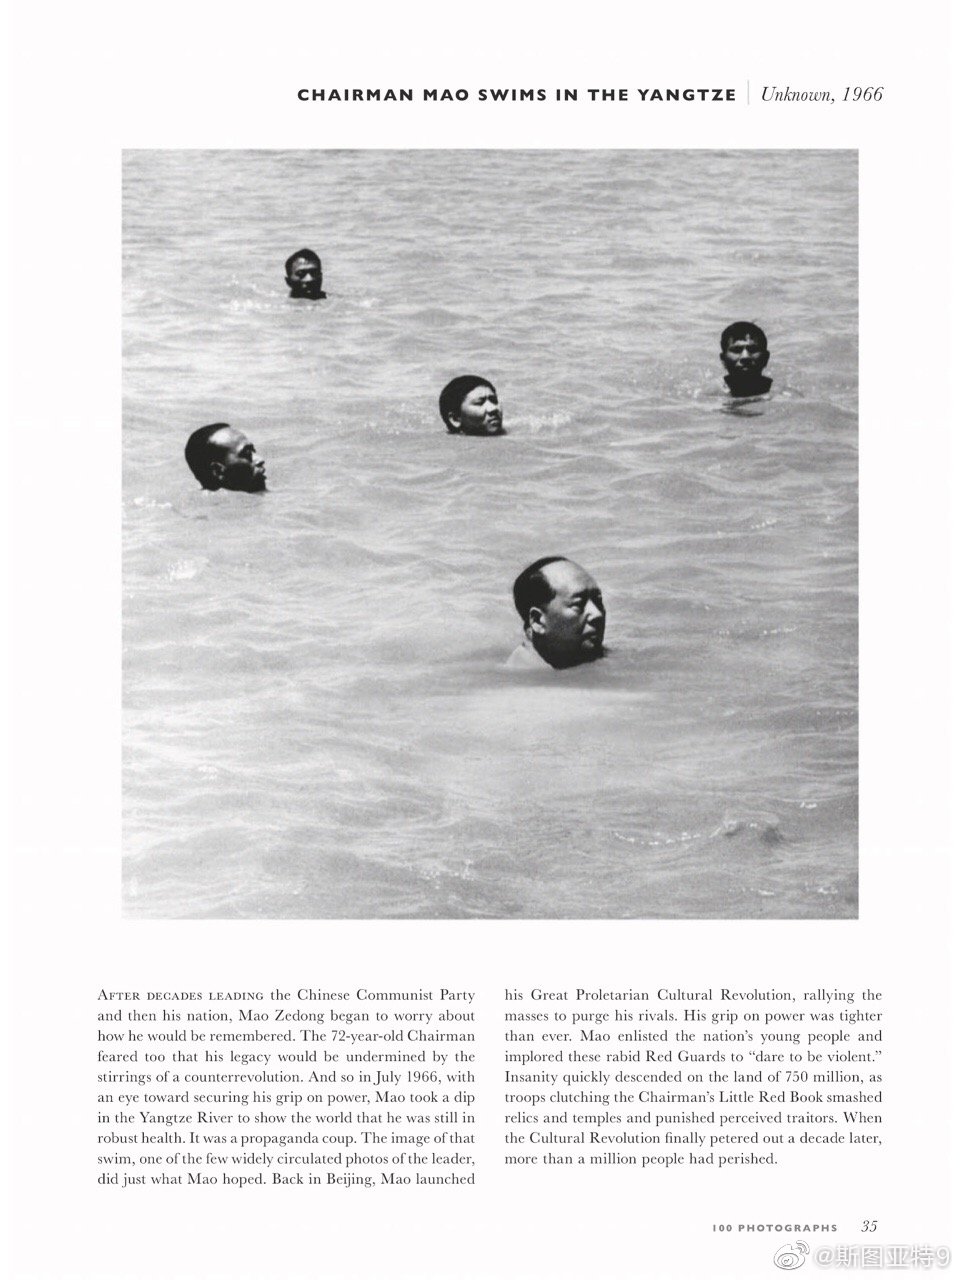 CHAIRMAN MAO SWIMS IN THE YANGTZE | Unknown, 1966
AFTER DECADES LEADING the Chinese Communist Party
and then his nation, Mao Zedong began to worry about
how he would be remembered. The 72-year-old Chairman
feared too that his legacy would be undermined by the
stirrings of a counterrevolution. And so in July 1966, with
an eye toward securing his grip on power, Mao took a dip
in the Yangtze River to show the world that he was still in
robust health. It was a propaganda coup. The image of that
swim, one of the few widely circulated photos of the leader,
did just what Mao hoped. Back in Beijing, Mao launched
his Great Proletarian Cultural Revolution, rallying the
masses to purge his rivals. His grip on power was tighter
than ever. Mao enlisted the nation’s young people and
implored these rabid Red Guards to “dare to be violent.”
Insanity quickly descended on the land of 750 million, as
troops clutching the Chairman’s Little Red Book smashed
relics and temples and punished perceived traitors. When
the Cultural Revolution finally petered out a decade later,
more than a million people had perished.
100 PHOTOGRAPHS 35
@斯图亚特9